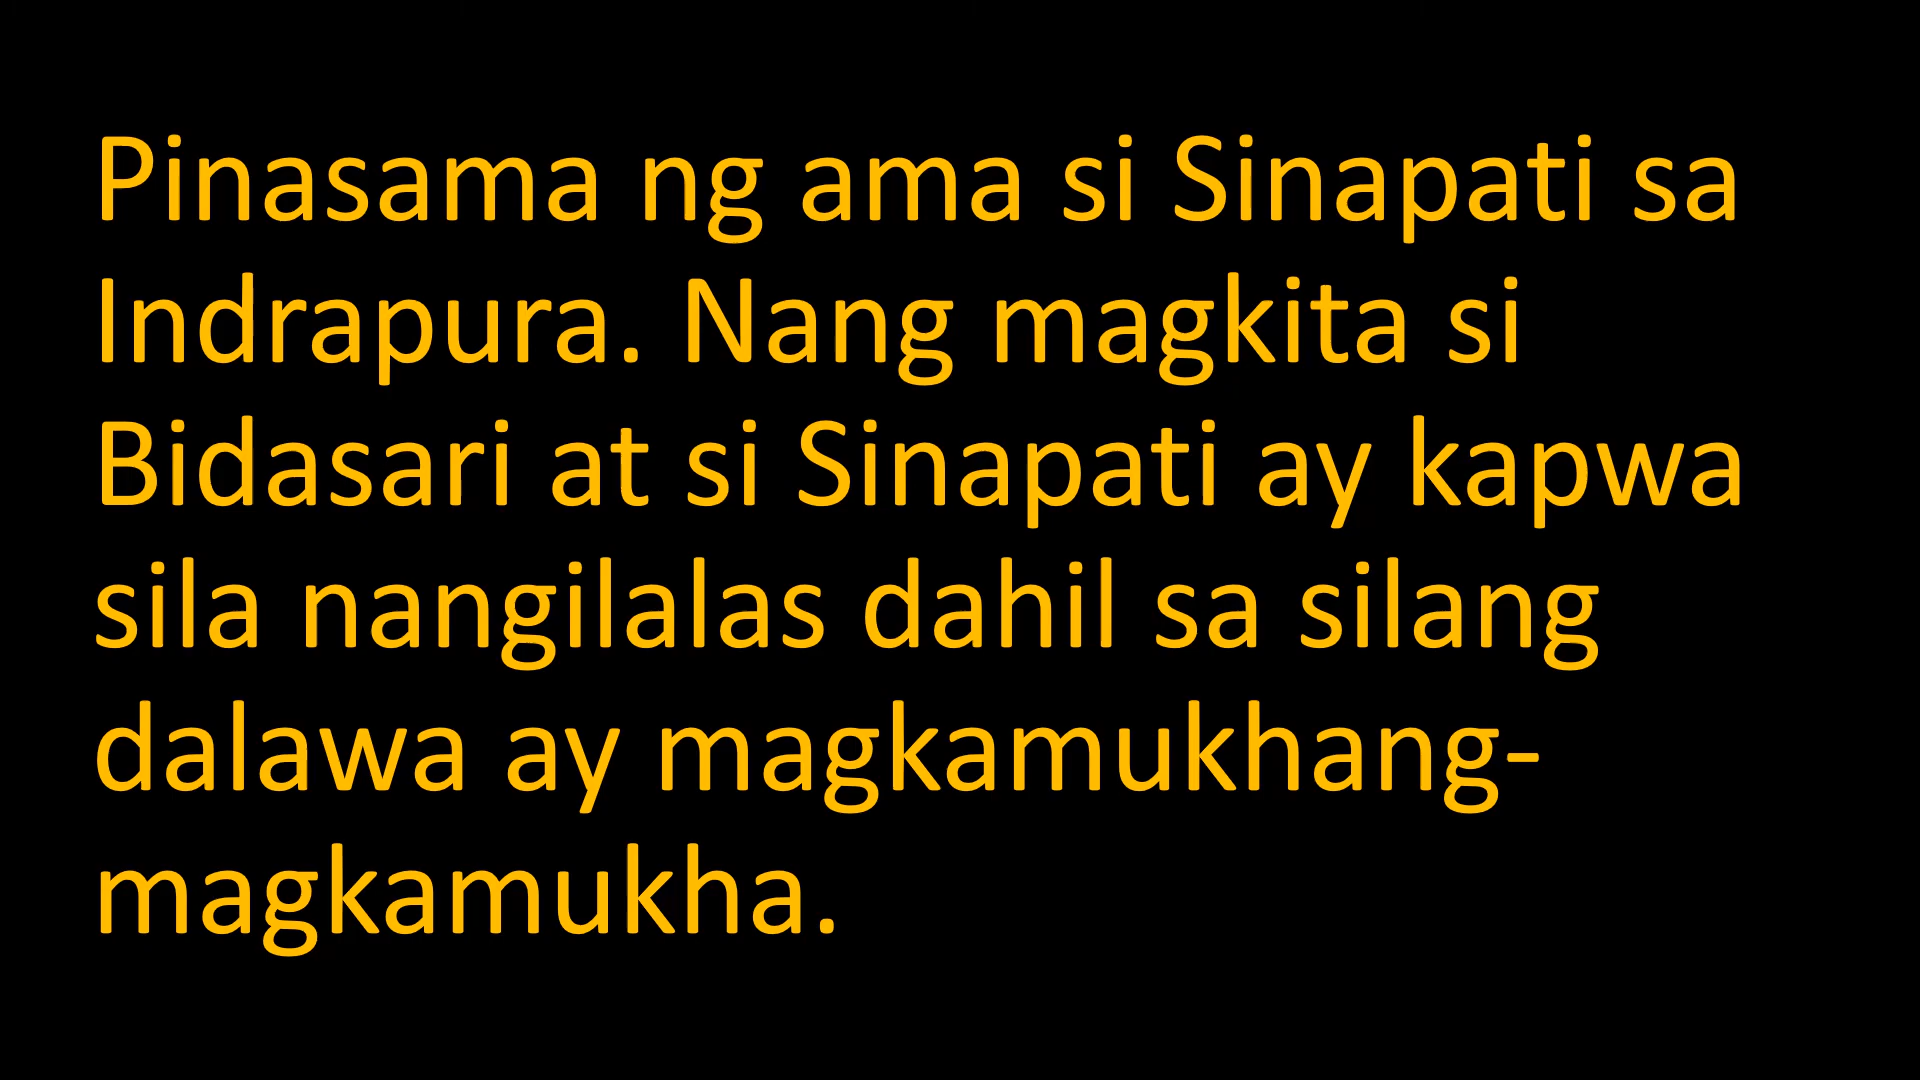 Pinasama ng ama si Sinapati sa
Indrapura. Nang magkita si
Bidasari at si Sinapati ay kapwa
sila nangilalas dahil sa silang
dalawa ay magkamukhang-
magkamukha.